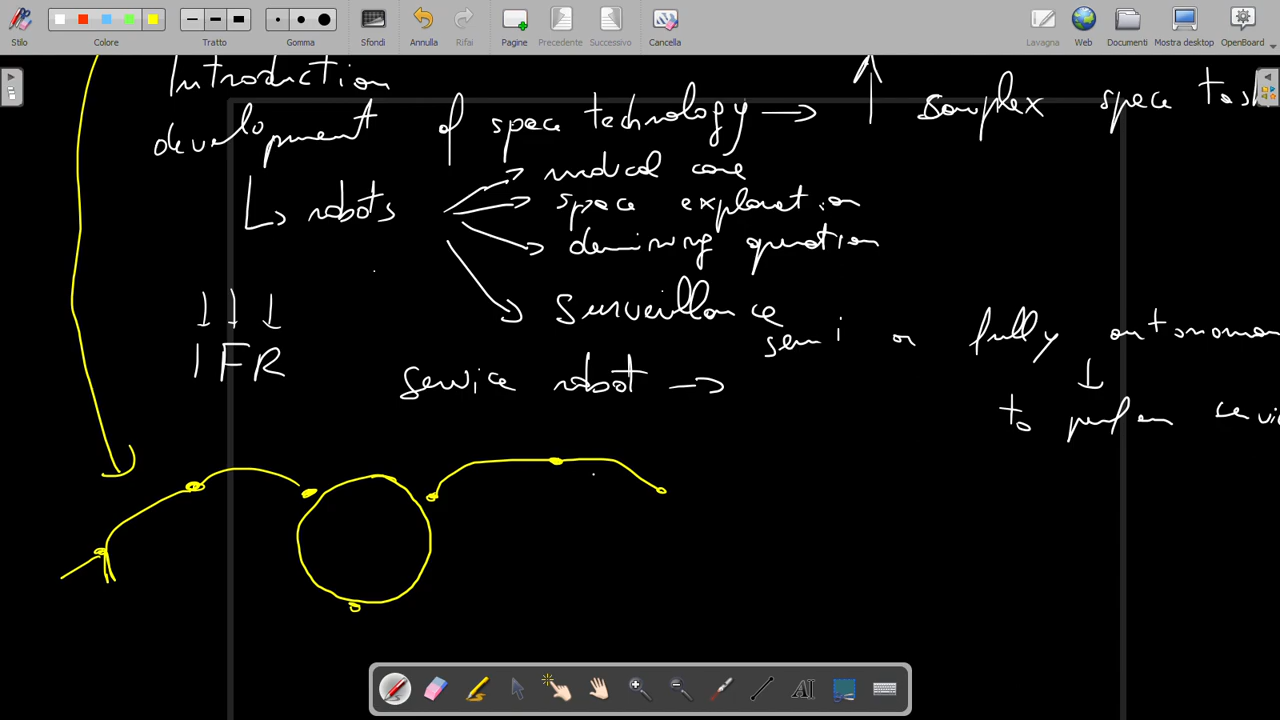 Stilo Colore Tratto Gomma Sfondi Annulla Rifai Pagine Precedente Successivo Cancella Lavagna Web Documenti Mostra desktop OpenBoard
Introduction
development of space technology → ↑ complex space task
↳ robots
medical care
space exploration
demining operation
surveillance
IFR
service robot → semi or fully autonomou
to perform servi
AI